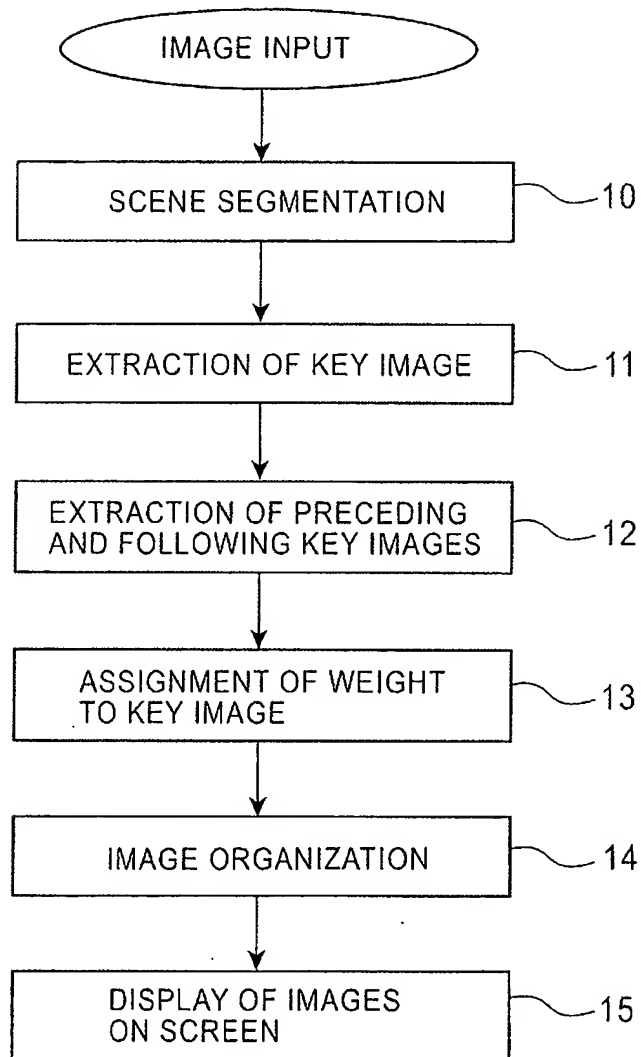 IMAGE INPUT
SCENE SEGMENTATION
10
EXTRACTION OF KEY IMAGE
11
EXTRACTION OF PRECEDING
AND FOLLOWING KEY IMAGES
12
ASSIGNMENT OF WEIGHT
TO KEY IMAGE
13
IMAGE ORGANIZATION
14
DISPLAY OF IMAGES
ON SCREEN
15